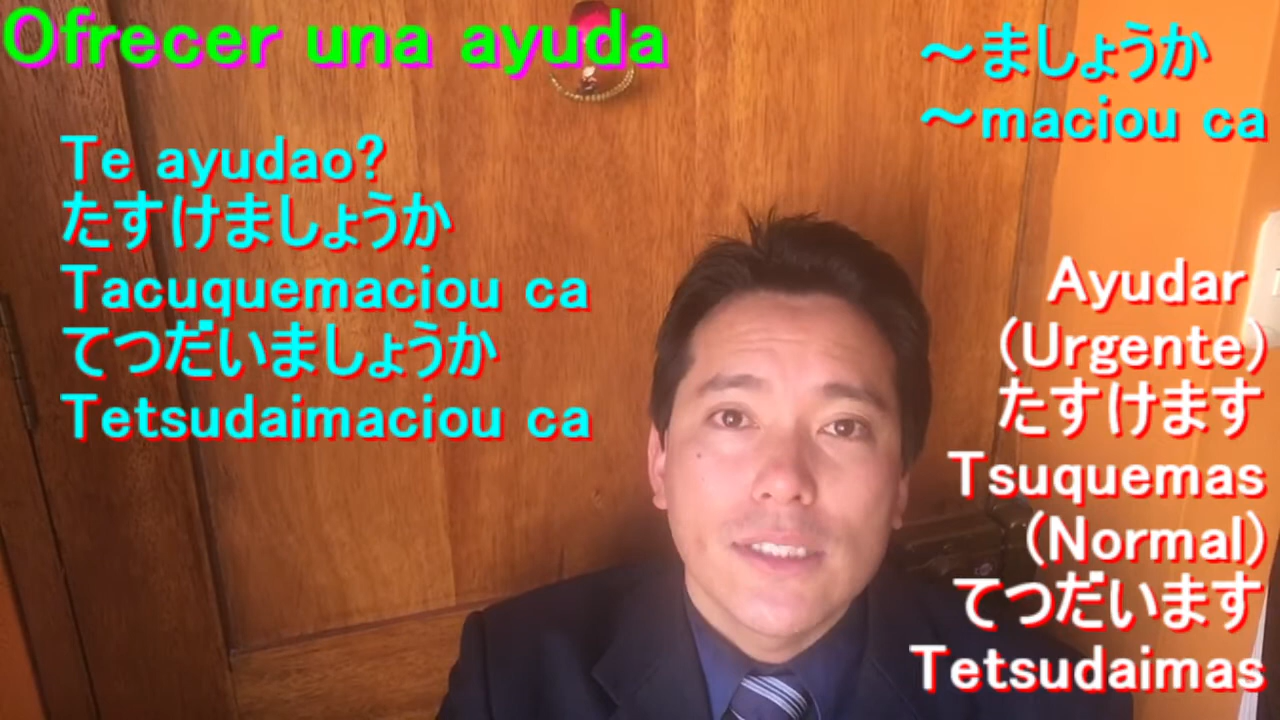 Ofrecer una ayuda
～ましょうか
～maciou ca
Te ayudao?
たすけましょうか
Tacuquemaciou ca
てつだいましょうか
Tetsudaimaciou ca
Ayudar
(Urgente)
たすけます
Tsuquemas
(Normal)
てつだいます
Tetsudaimas